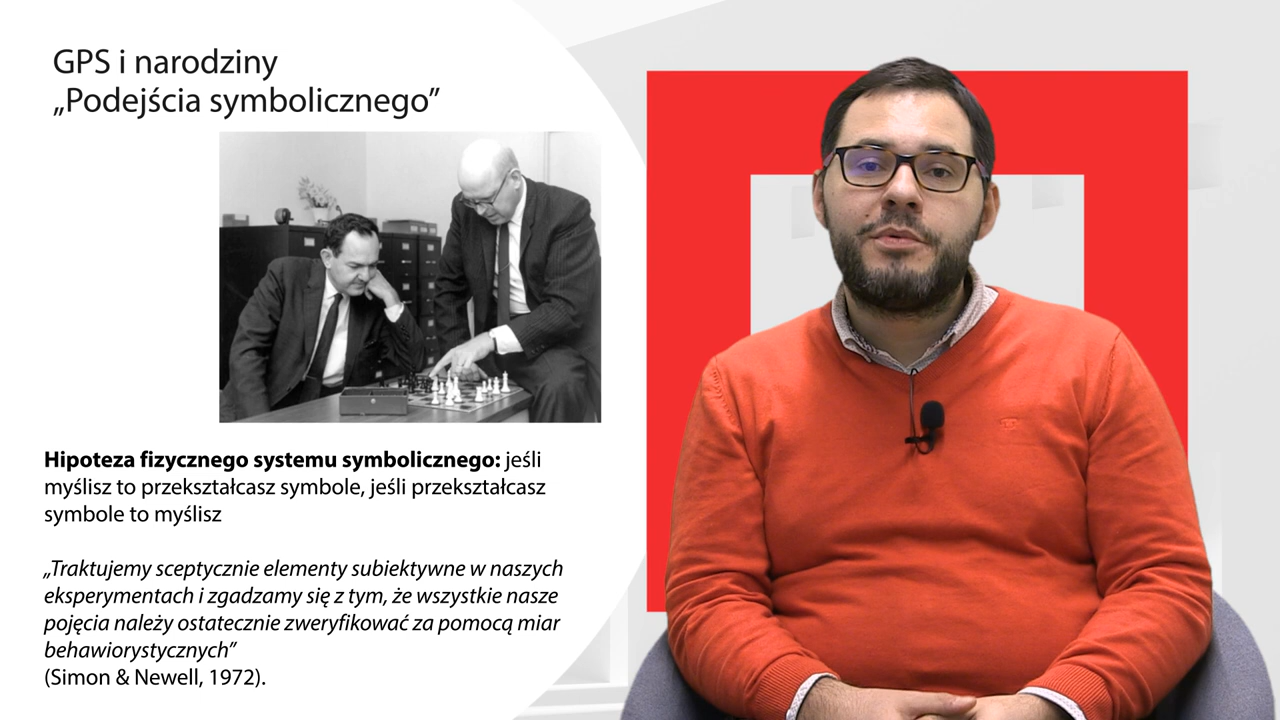 GPS i narodziny
„Podejścia symbolicznego”
Hipoteza fizycznego systemu symbolicznego: jeśli
myślisz to przekształcasz symbole, jeśli przekształcasz
symbole to myślisz
„Traktujemy sceptycznie elementy subiektywne w naszych
eksperymentach i zgadzamy się z tym, że wszystkie nasze
pojęcia należy ostatecznie zweryfikować za pomocą miar
behawiorystycznych”
(Simon & Newell, 1972).